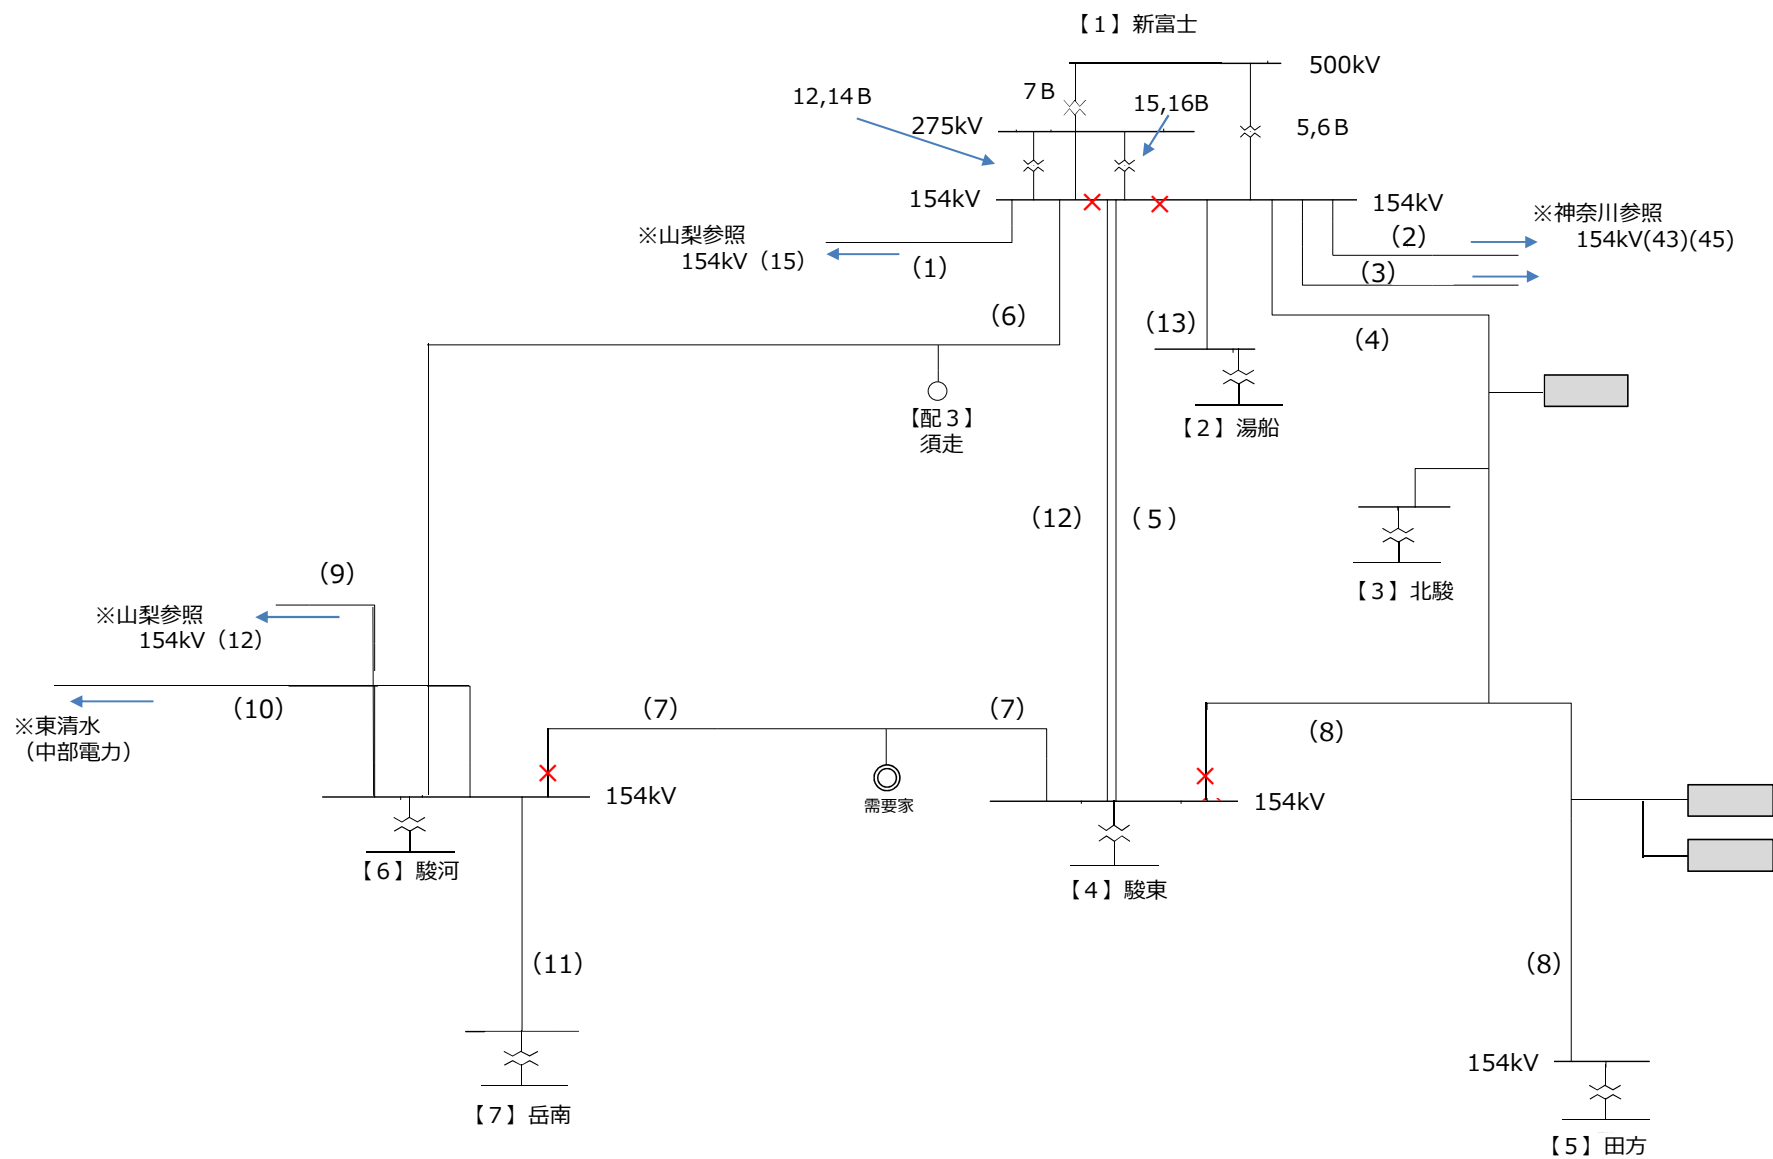 【1】新富士
500kV
7B
12,14B
15,16B
275kV
5,6B
154kV
154kV
※神奈川参照
154kV(43)(45)
※山梨参照
154kV（15）
（1）
（2）
（3）
（6）
（13）
（4）
【配3】
須走
【2】湯船
（12）
（5）
（9）
【3】北駿
※山梨参照
154kV（12）
（10）
（7）
（7）
※東清水
（中部電力）
（8）
154kV
需要家
154kV
【6】駿河
【4】駿東
（11）
（8）
154kV
【7】岳南
【5】田方